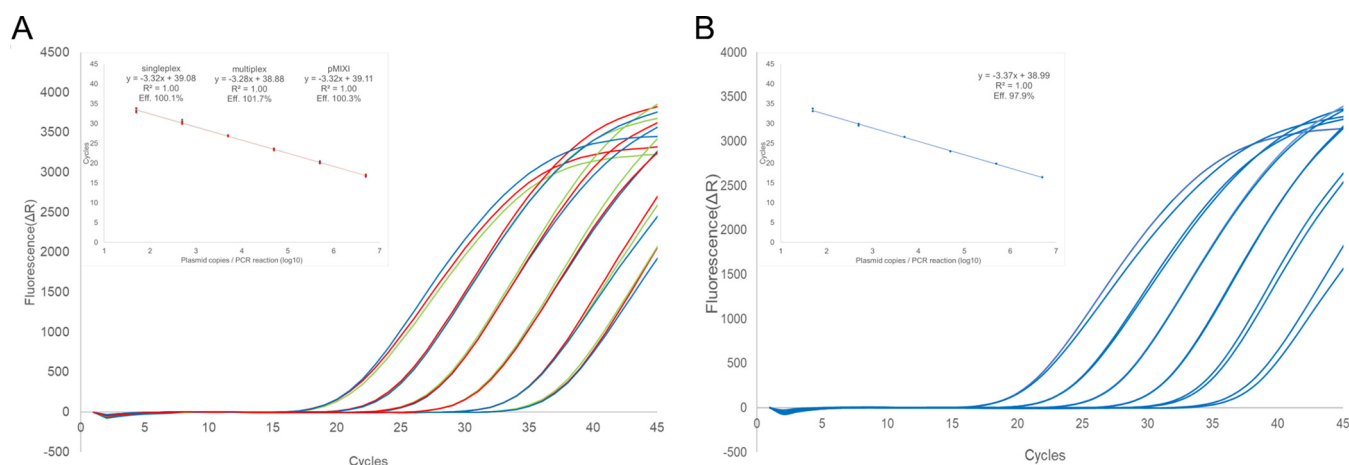 A
B
4500
4000
3500
3000
2500
2000
1500
1000
500
0
-500
Fluorescence(ΔR)
0 5 10 15 20 25 30 35 40 45
Cycles
45
40
35
30
25
20
15
10
5
0
Cycles
singleplex multiplex pMIXI
y = -3.32x + 39.08 y = -3.28x + 38.88 y = -3.32x + 39.11
R² = 1.00 R² = 1.00 R² = 1.00
Eff. 100.1% Eff. 101.7% Eff. 100.3%
1 2 3 4 5 6 7
Plasmid copies / PCR reaction (log10)
4000
3500
3000
2500
2000
1500
1000
500
0
-500
Fluorescence(ΔR)
0 5 10 15 20 25 30 35 40 45
Cycles
45
40
35
30
25
20
15
10
5
0
Cycles
y = -3.37x + 38.99
R² = 1.00
Eff. 97.9%
1 2 3 4 5 6 7
Plasmid copies / PCR reaction (log10)